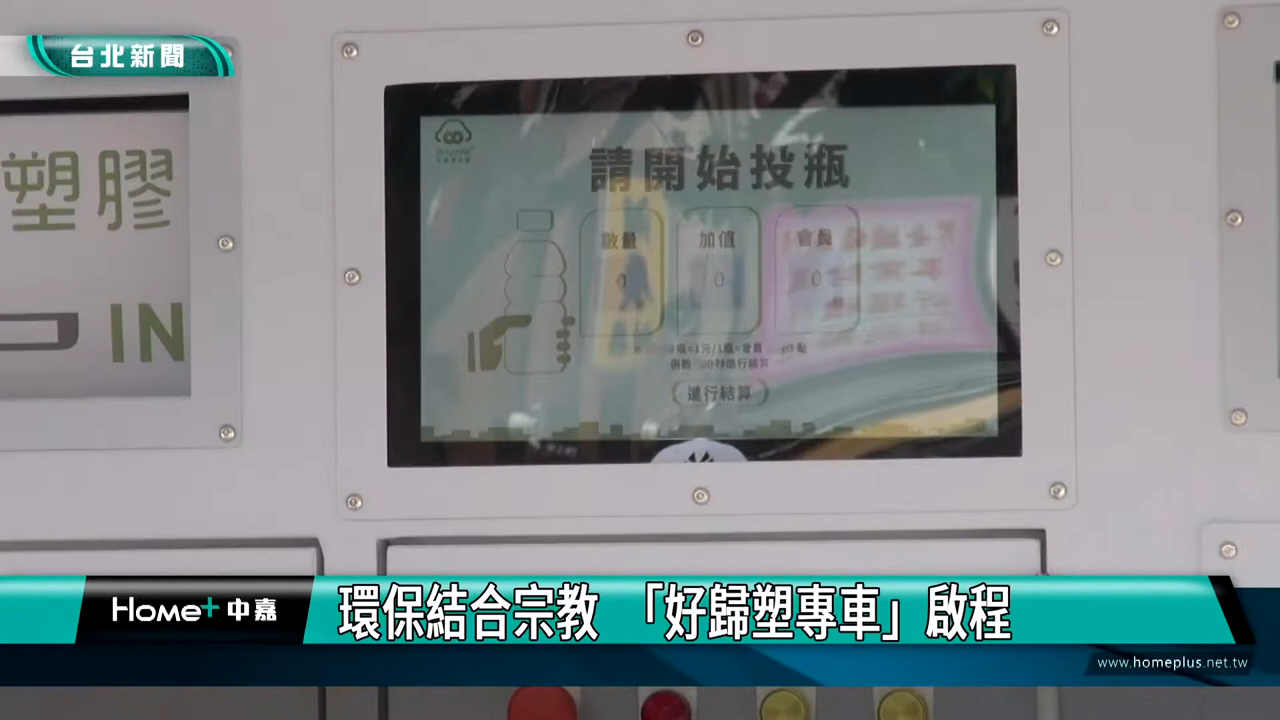 台北新聞
塑膠
IN
請開始投瓶
數量
加值
會員
0
0
0
進行結算
Home+中嘉
環保結合宗教 「好歸塑專車」啟程
www.homeplus.net.tw